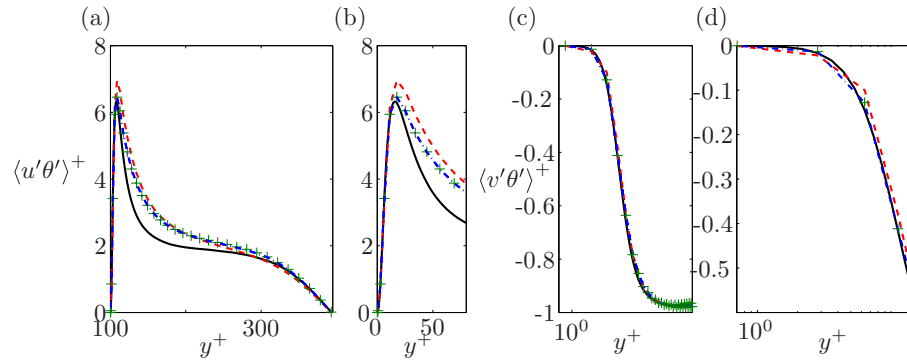 (a)
(b)
(c)
(d)
8
6
4
2
0
⟨u′θ′⟩⁺
100
300
y⁺
8
6
4
2
0
0
50
y⁺
0
-0.2
-0.4
-0.6
-0.8
-1
⟨v′θ′⟩⁺
10⁰
y⁺
0
-0.1
-0.2
-0.3
-0.4
-0.5
10⁰
y⁺